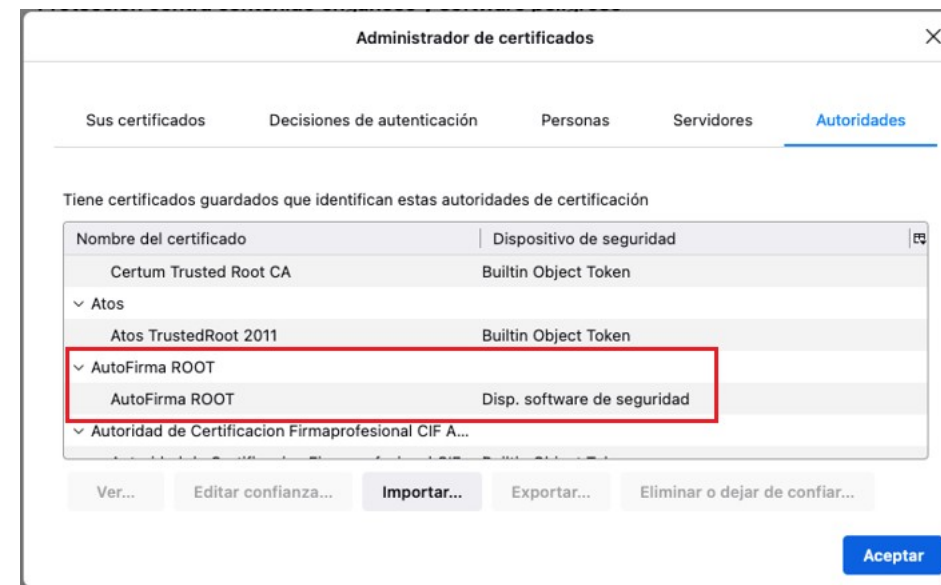 Administrador de certificados
Sus certificados Decisiones de autenticación Personas Servidores Autoridades
Tiene certificados guardados que identifican estas autoridades de certificación
Nombre del certificado Dispositivo de seguridad
Certum Trusted Root CA Builtin Object Token
Atos
Atos TrustedRoot 2011 Builtin Object Token
AutoFirma ROOT
AutoFirma ROOT Disp. software de seguridad
Autoridad de Certificacion Firmaprofesional CIF A...
Ver... Editar confianza... Importar... Exportar... Eliminar o dejar de confiar...
Aceptar